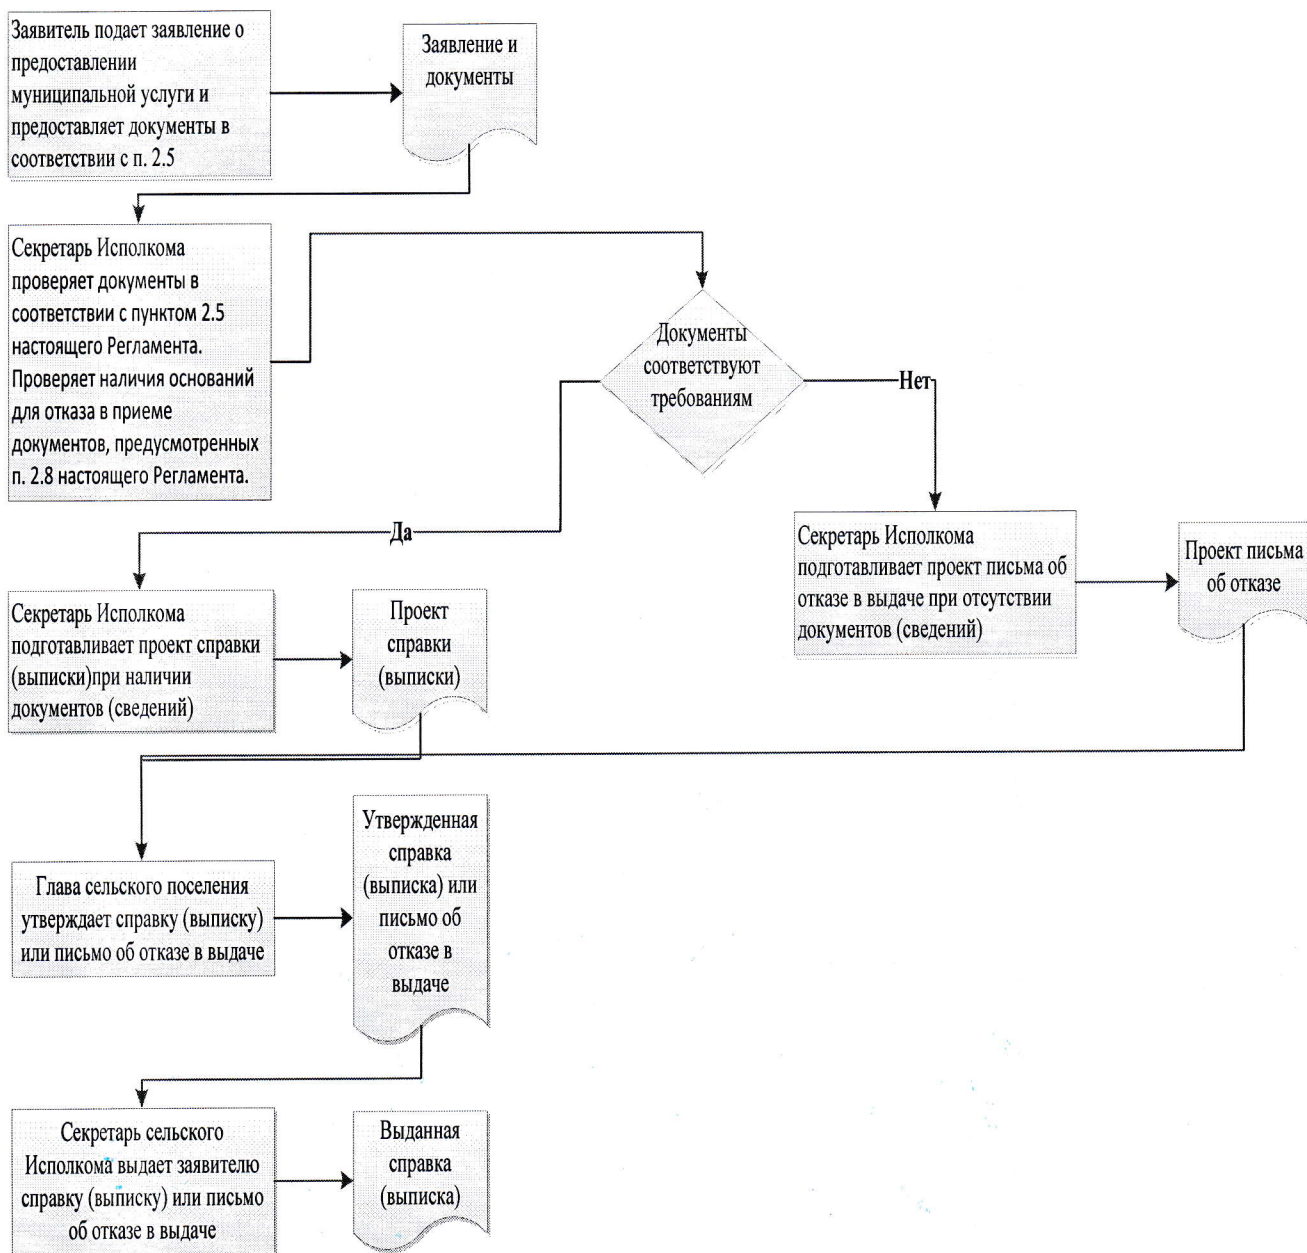 Заявитель подает заявление о
предоставлении
муниципальной услуги и
предоставляет документы в
соответствии с п. 2.5
Заявление и
документы
Секретарь Исполкома
проверяет документы в
соответствии с пунктом 2.5
настоящего Регламента.
Проверяет наличия оснований
для отказа в приеме
документов, предусмотренных
п. 2.8 настоящего Регламента.
Документы
соответствуют
требованиям
Нет
Да
Секретарь Исполкома
подготавливает проект письма об
отказе в выдаче при отсутствии
документов (сведений)
Проект письма
об отказе
Секретарь Исполкома
подготавливает проект справки
(выписки)при наличии
документов (сведений)
Проект
справки
(выписки)
Глава сельского поселения
утверждает справку (выписку)
или письмо об отказе в выдаче
Утвержденная
справка
(выписка) или
письмо об
отказе в
выдаче
Секретарь сельского
Исполкома выдает заявителю
справку (выписку) или письмо
об отказе в выдаче
Выданная
справка
(выписка)